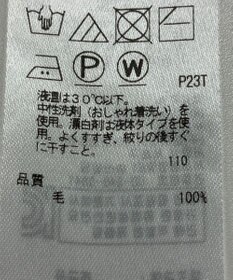 P
W
P23T
液温は30℃以下。
中性洗剤(おしゃれ着洗い)を
使用。漂白剤は液体タイプを使
用。よくすすぎ、絞りの後すぐ
に干すこと。
110
品質
毛 100%